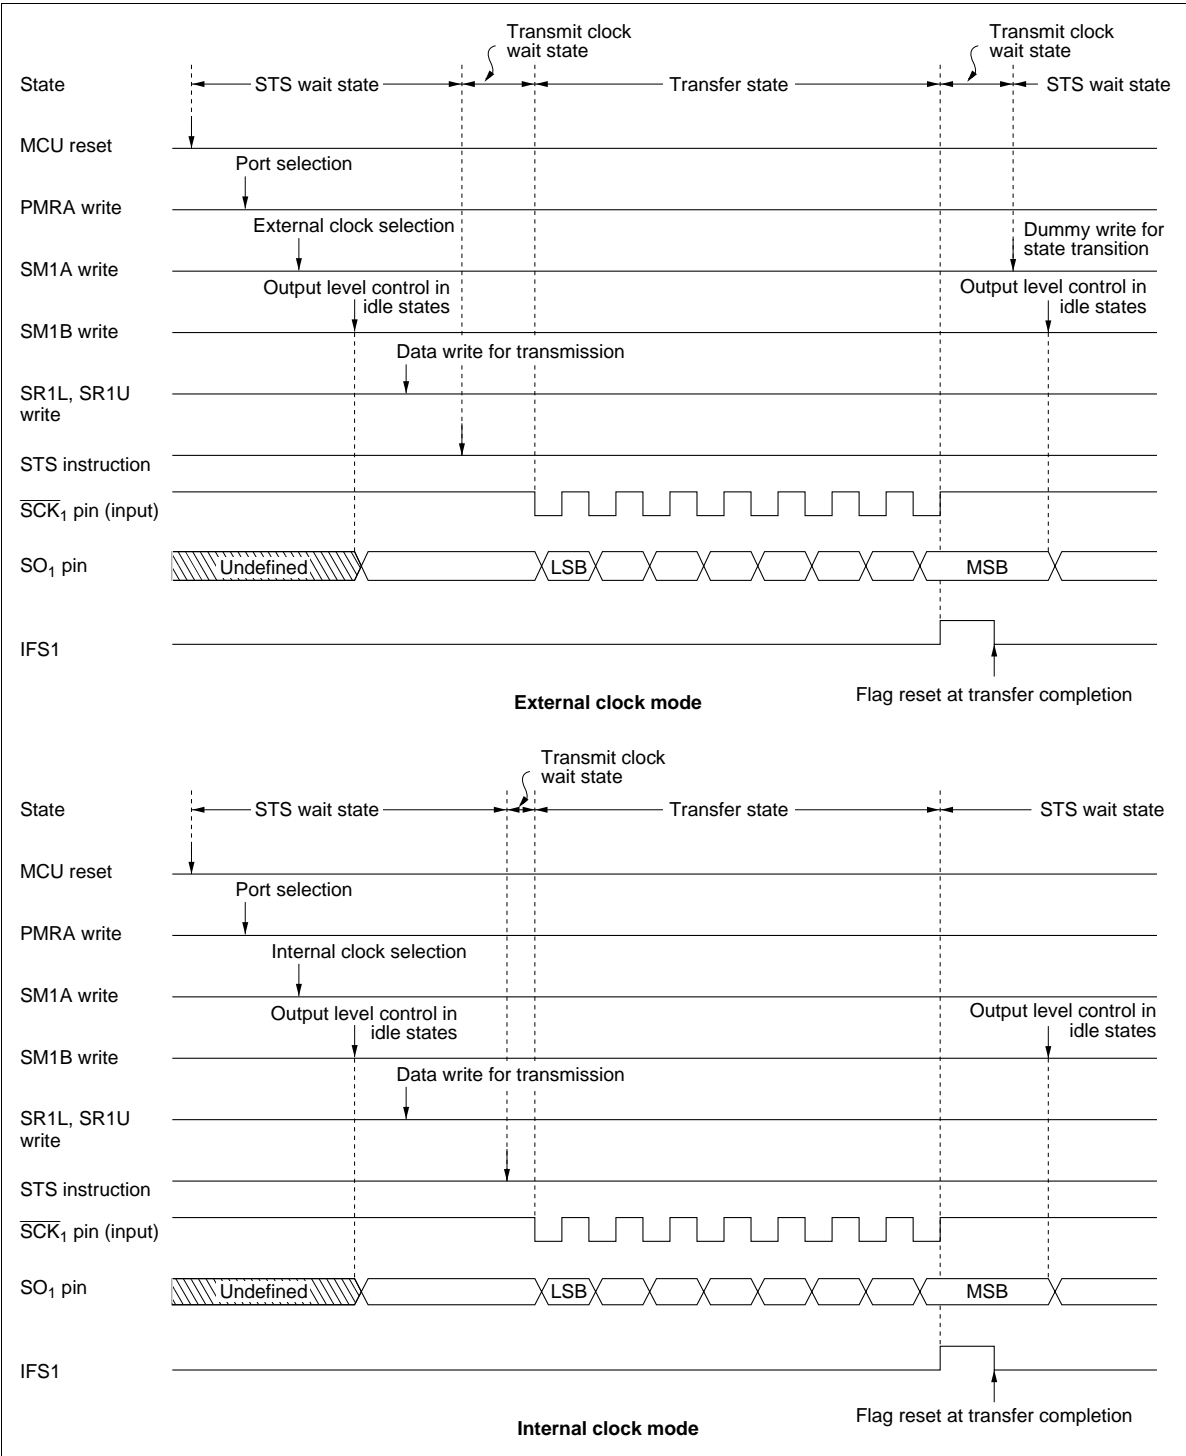 Transmit clock
wait state
Transmit clock
wait state
State
STS wait state
Transfer state
STS wait state
MCU reset
Port selection
PMRA write
External clock selection
Dummy write for
state transition
SM1A write
Output level control in
idle states
Output level control in
idle states
SM1B write
Data write for transmission
SR1L, SR1U
write
STS instruction
SCK1 pin (input)
SO1 pin
Undefined
LSB
MSB
IFS1
Flag reset at transfer completion
External clock mode
Transmit clock
wait state
State
STS wait state
Transfer state
STS wait state
MCU reset
Port selection
PMRA write
Internal clock selection
SM1A write
Output level control in
idle states
Output level control in
idle states
SM1B write
Data write for transmission
SR1L, SR1U
write
STS instruction
SCK1 pin (input)
SO1 pin
Undefined
LSB
MSB
IFS1
Flag reset at transfer completion
Internal clock mode